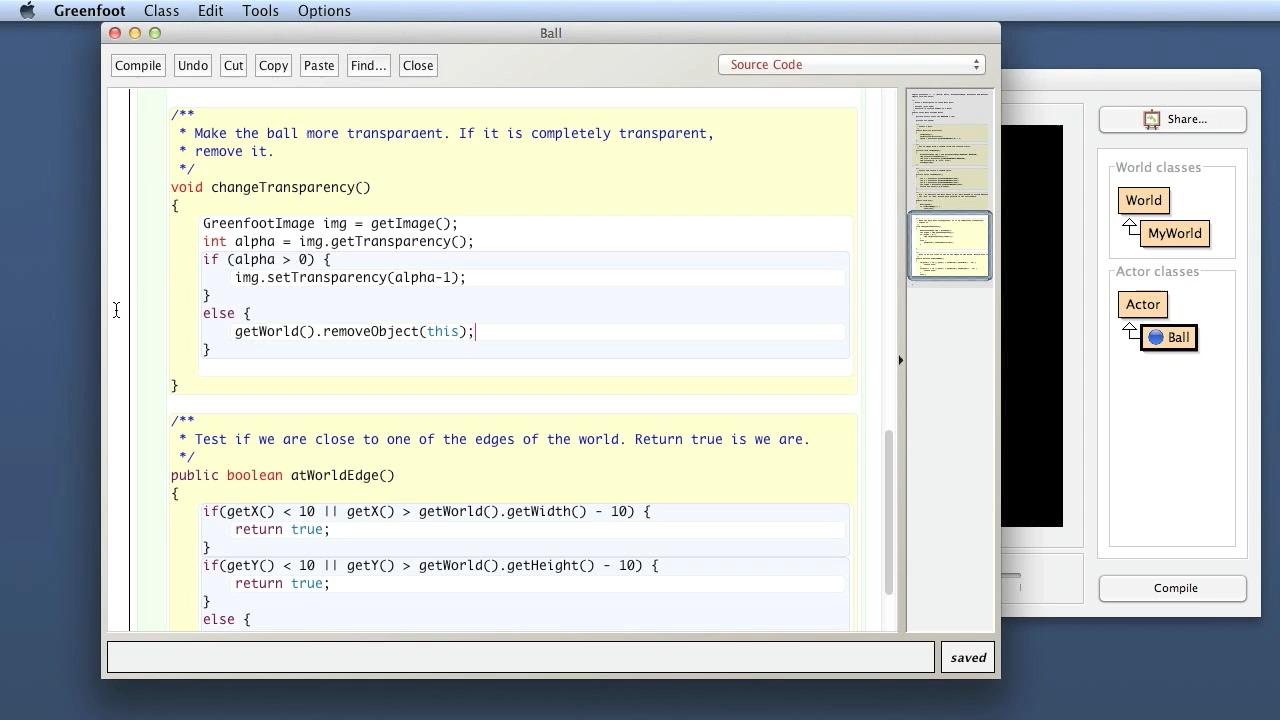 Greenfoot Class Edit Tools Options
Ball
Compile Undo Cut Copy Paste Find... Close Source Code
/**
* Make the ball more transparaent. If it is completely transparent,
* remove it.
*/
void changeTransparency()
{
GreenfootImage img = getImage();
int alpha = img.getTransparency();
if (alpha > 0) {
img.setTransparency(alpha-1);
}
else {
getWorld().removeObject(this);
}
}
/**
* Test if we are close to one of the edges of the world. Return true is we are.
*/
public boolean atWorldEdge()
{
if(getX() < 10 || getX() > getWorld().getWidth() - 10) {
return true;
}
if(getY() < 10 || getY() > getWorld().getHeight() - 10) {
return true;
}
else {
saved
Share...
World classes
World
MyWorld
Actor classes
Actor
Ball
Compile